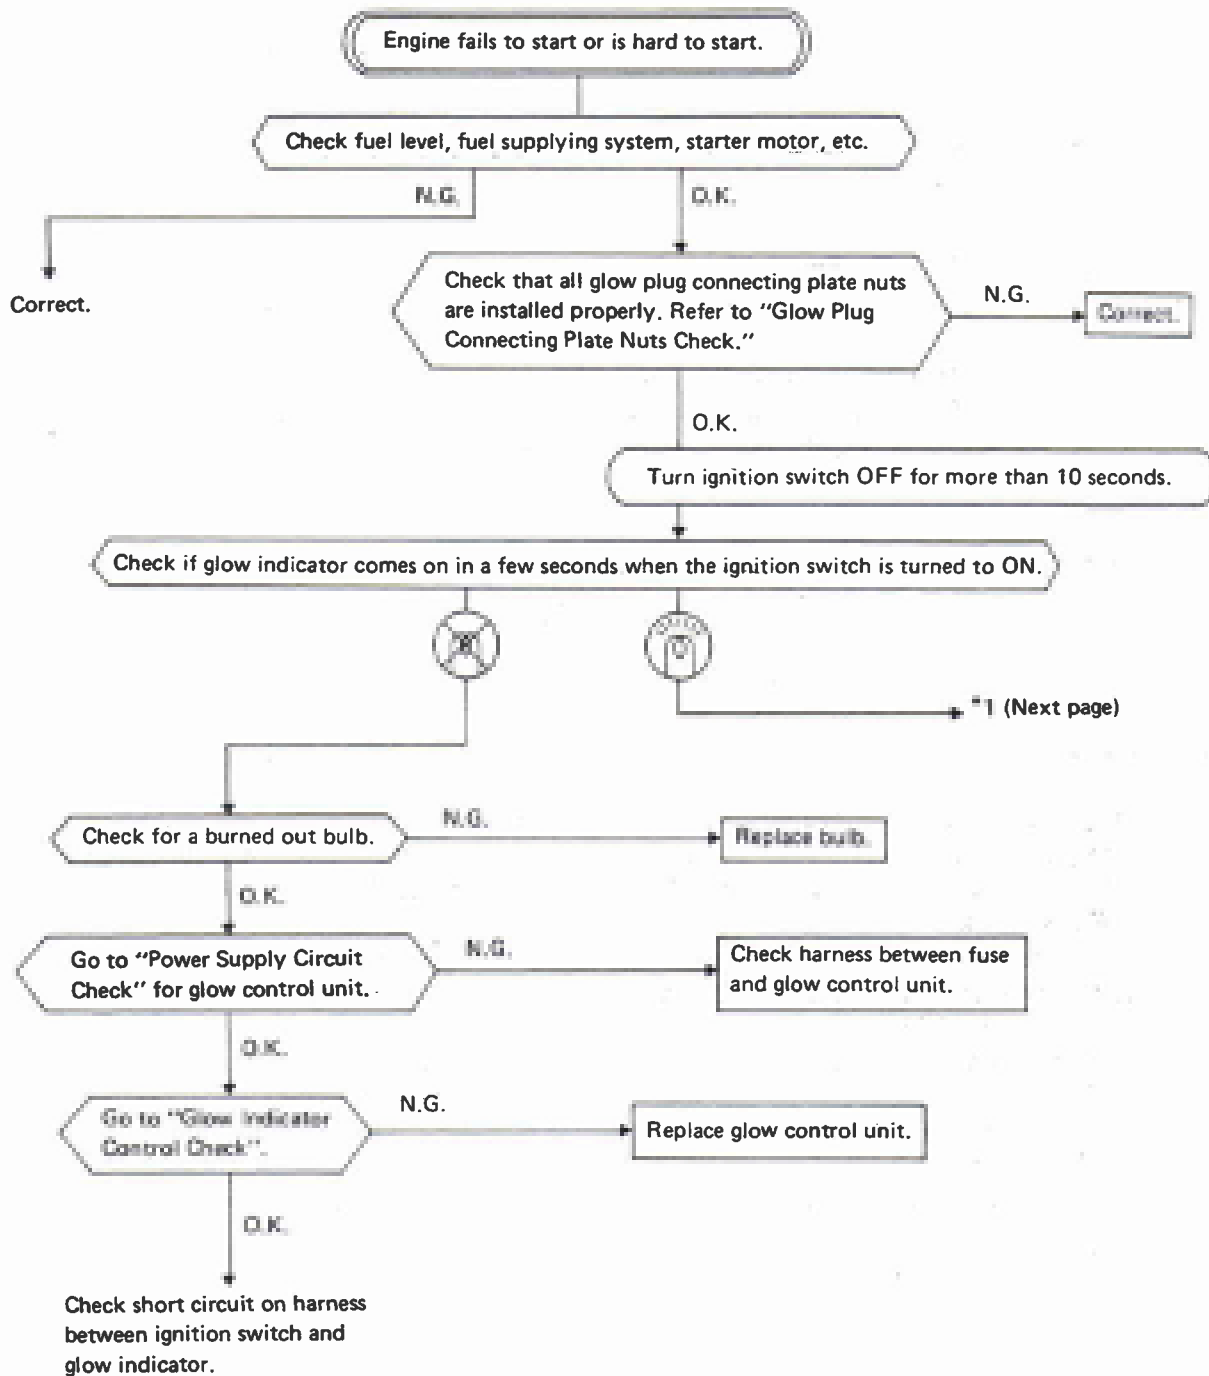 Engine fails to start or is hard to start.
Check fuel level, fuel supplying system, starter motor, etc.
N.G.
O.K.
Correct.
Check that all glow plug connecting plate nuts
are installed properly. Refer to “Glow Plug
Connecting Plate Nuts Check.”
N.G.
Correct.
O.K.
Turn ignition switch OFF for more than 10 seconds.
Check if glow indicator comes on in a few seconds when the ignition switch is turned to ON.
*1 (Next page)
Check for a burned out bulb.
N.G.
Replace bulb.
O.K.
Go to “Power Supply Circuit
Check” for glow control unit.
N.G.
Check harness between fuse
and glow control unit.
O.K.
Go to “Glow Indicator
Control Check”.
N.G.
Replace glow control unit.
O.K.
Check short circuit on harness
between ignition switch and
glow indicator.